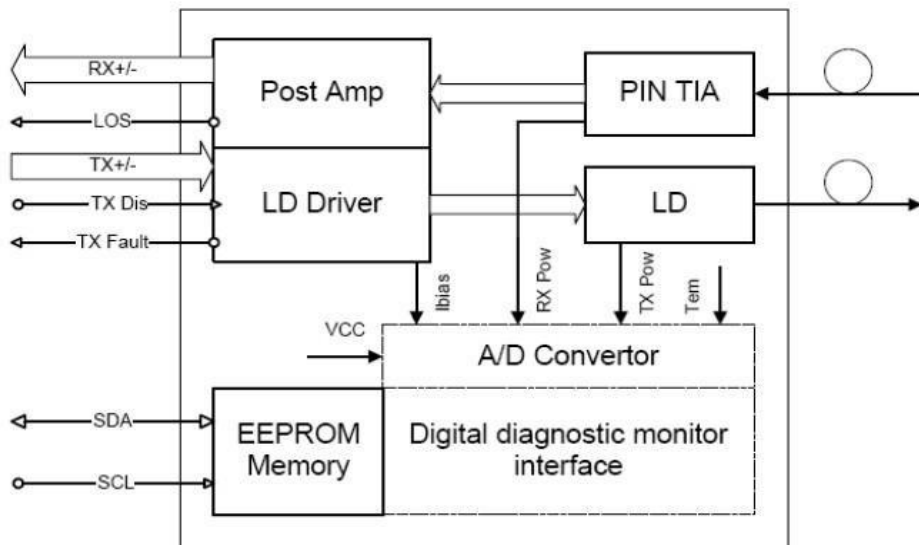 RX+/-
Post Amp
PIN TIA
LOS
TX+/-
LD Driver
LD
TX Dis
TX Fault
Ibias
RX Pow
TX Pow
Tem
VCC
A/D Convertor
SDA
EEPROM
Memory
Digital diagnostic monitor
interface
SCL